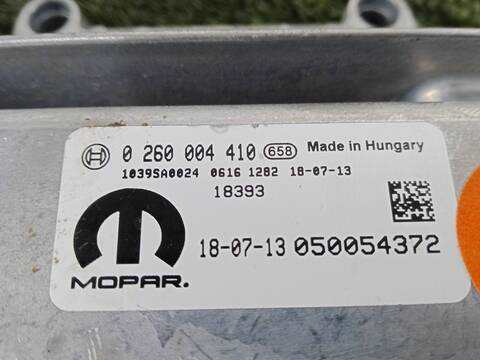 0 260 004 410 658 Made in Hungary
1039SA0024 0616 1282 18-07-13
18393
18-07-13 050054372
MOPAR.